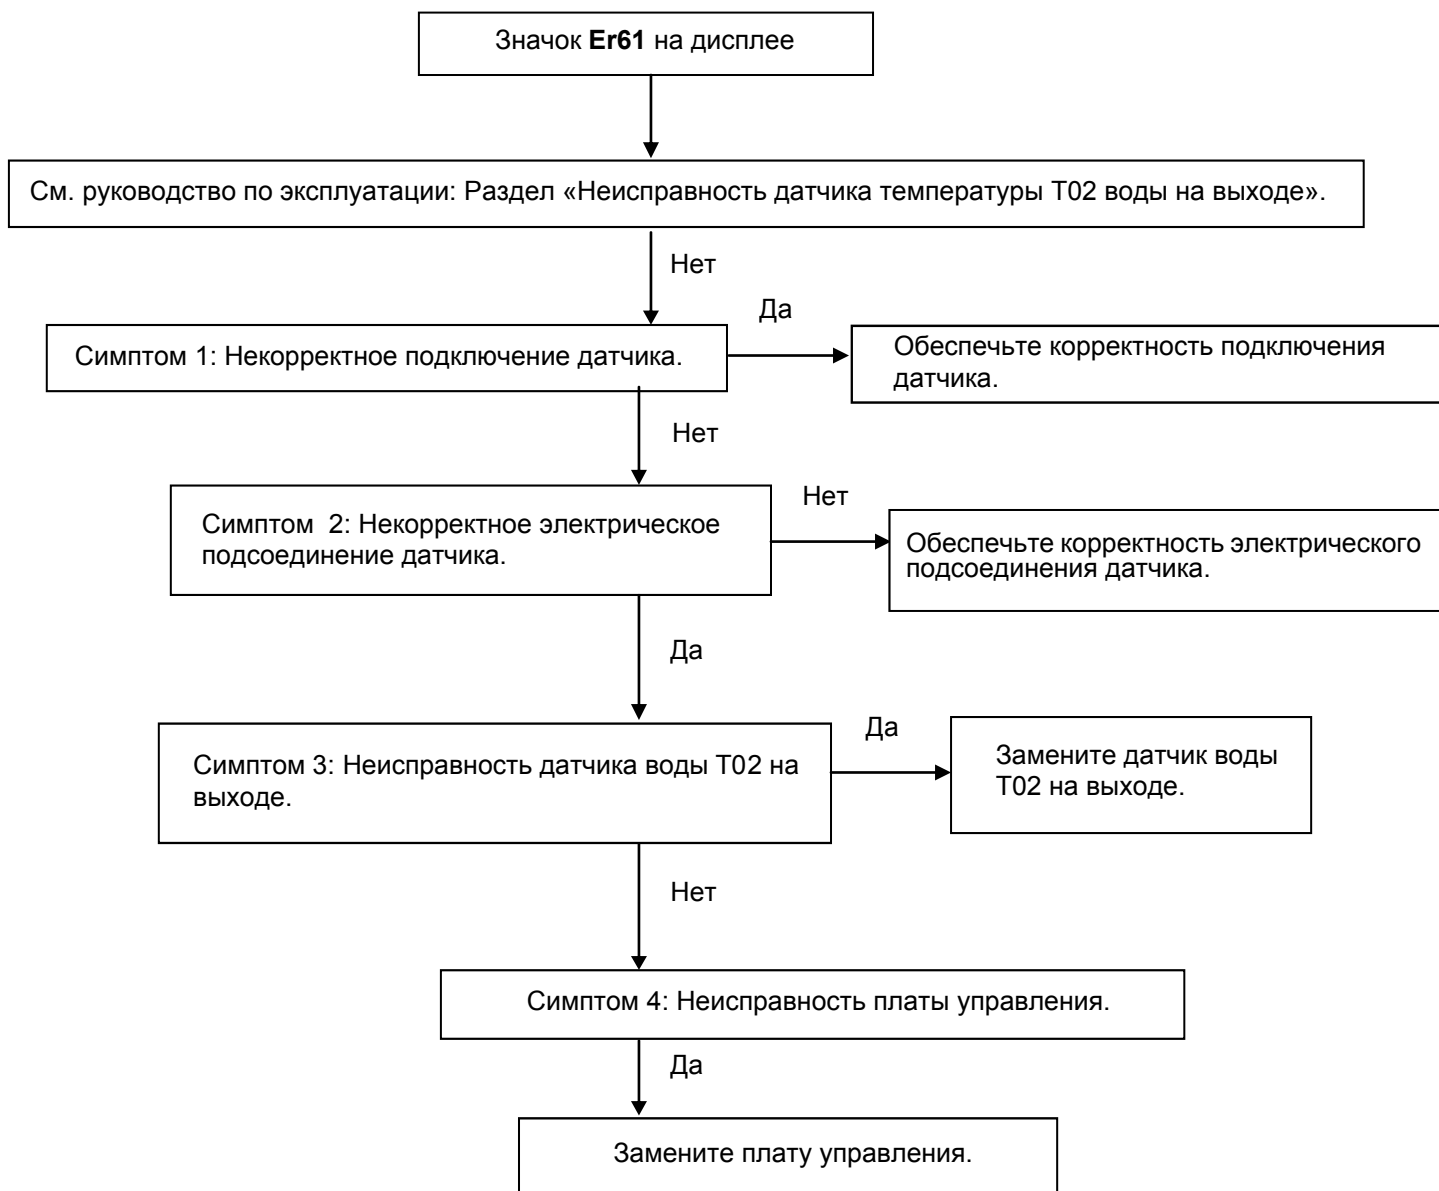 Значок Er61 на дисплее
См. руководство по эксплуатации: Раздел «Неисправность датчика температуры T02 воды на выходе».
Нет
Да
Симптом 1: Некорректное подключение датчика.
Обеспечьте корректность подключения
датчика.
Нет
Нет
Симптом  2: Некорректное электрическое
подсоединение датчика.
Обеспечьте корректность электрического
подсоединения датчика.
Да
Да
Симптом 3: Неисправность датчика воды T02 на
выходе.
Замените датчик воды
T02 на выходе.
Нет
Симптом 4: Неисправность платы управления.
Да
Замените плату управления.